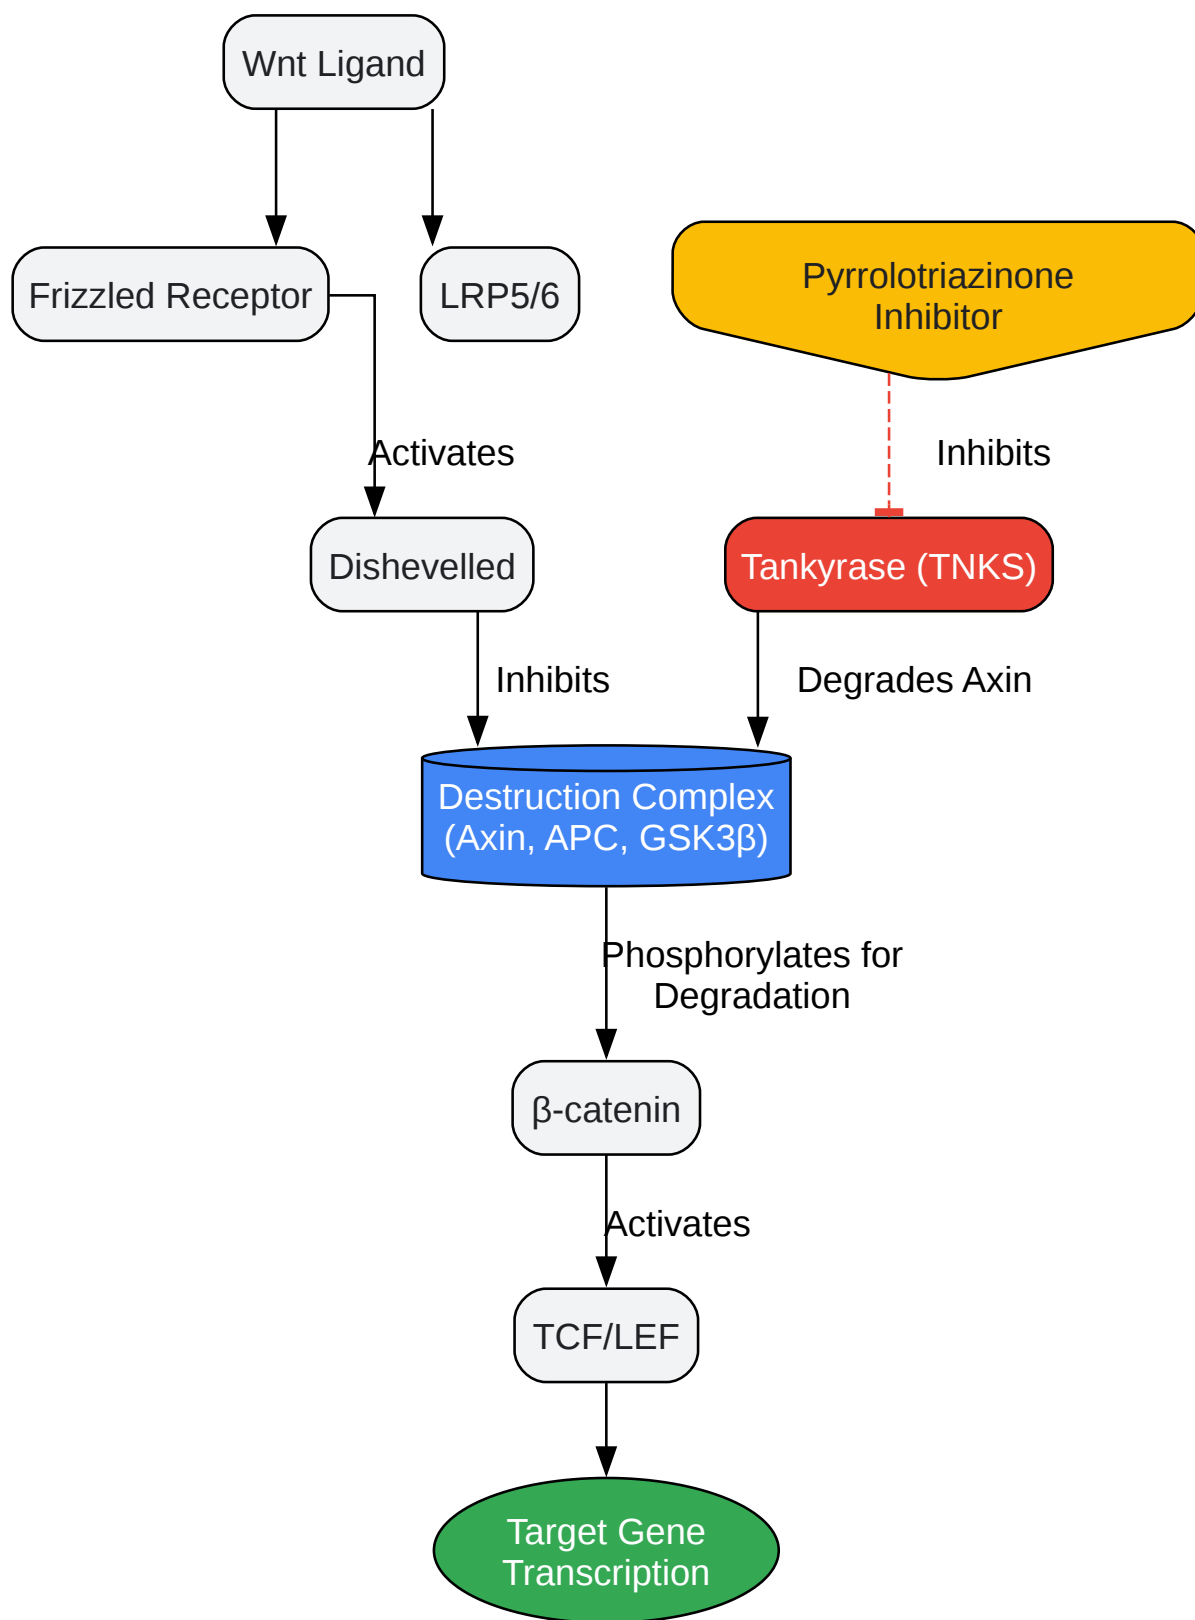 Wnt Ligand
Frizzled Receptor
LRP5/6
Pyrrolotriazinone
Inhibitor
Activates
Inhibits
Dishevelled
Tankyrase (TNKS)
Inhibits
Degrades Axin
Destruction Complex
(Axin, APC, GSK3β)
Phosphorylates for
Degradation
β-catenin
Activates
TCF/LEF
Target Gene
Transcription